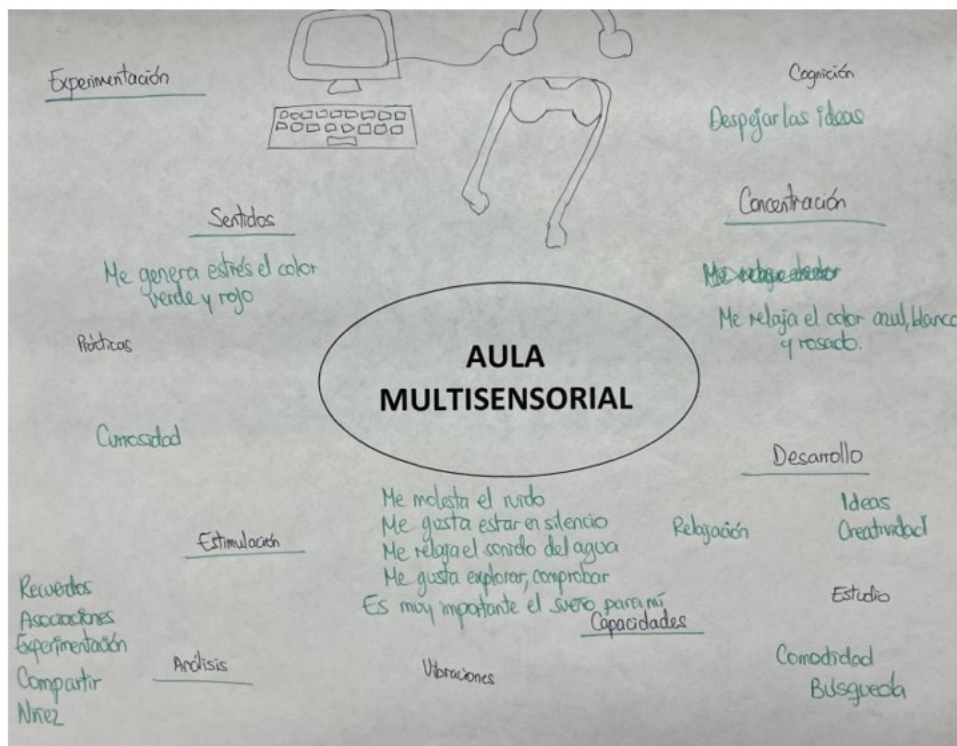 Experimentación
Cognición
Despejar las ideas
Sentidos
Concentración
Me genera estrés el color
verde y rojo
Me relaja el color azul, blanco
y rosado.
Prácticas
AULA
MULTISENSORIAL
Curiosidad
Desarrollo
Me molesta el ruido
Me gusta estar en silencio
Me relaja el sonido del agua
Me gusta explorar, comprobar
Es muy importante el sueño para mí
Ideas
Relajación
Creatividad
Estimulación
Estudio
Capacidades
Recuerdos
Asociaciones
Experimentación
Compartir
Niñez
Análisis
Vibraciones
Comodidad
Búsqueda